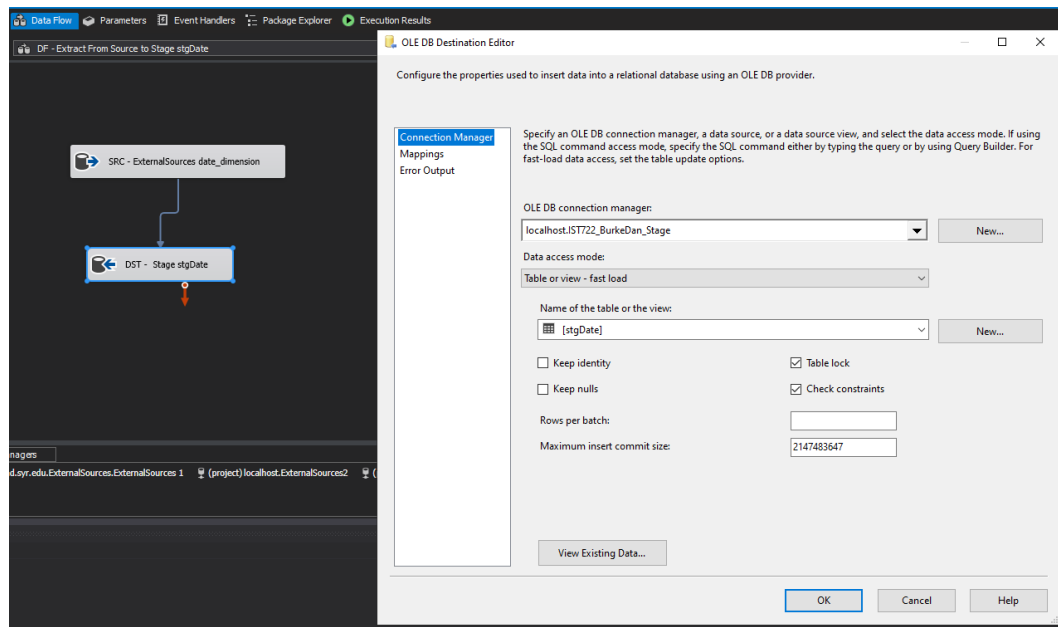 Data Flow Parameters Event Handlers Package Explorer Execution Results
DF - Extract From Source to Stage stgDate
SRC - ExternalSources date_dimension
DST - Stage stgDate
nagers
d.syr.edu.ExternalSources.ExternalSources 1 (project) localhost.ExternalSources2 (
OLE DB Destination Editor
Configure the properties used to insert data into a relational database using an OLE DB provider.
Connection Manager
Mappings
Error Output
Specify an OLE DB connection manager, a data source, or a data source view, and select the data access mode. If using
the SQL command access mode, specify the SQL command either by typing the query or by using Query Builder. For
fast-load data access, set the table update options.
OLE DB connection manager:
localhost.IST722_BurkeDan_Stage New...
Data access mode:
Table or view - fast load
Name of the table or the view:
[stgDate] New...
Keep identity Table lock
Keep nulls Check constraints
Rows per batch:
Maximum insert commit size: 2147483647
View Existing Data...
OK Cancel Help